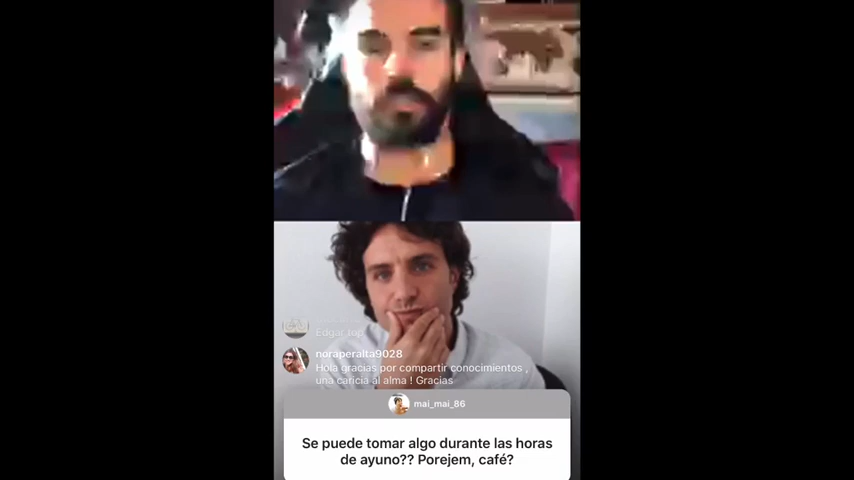 Edgar top
noraperalta9028
Hola gracias por compartir conocimientos ,
una caricia al alma ! Gracias
mai_mai_86
Se puede tomar algo durante las horas
de ayuno?? Porejem, café?